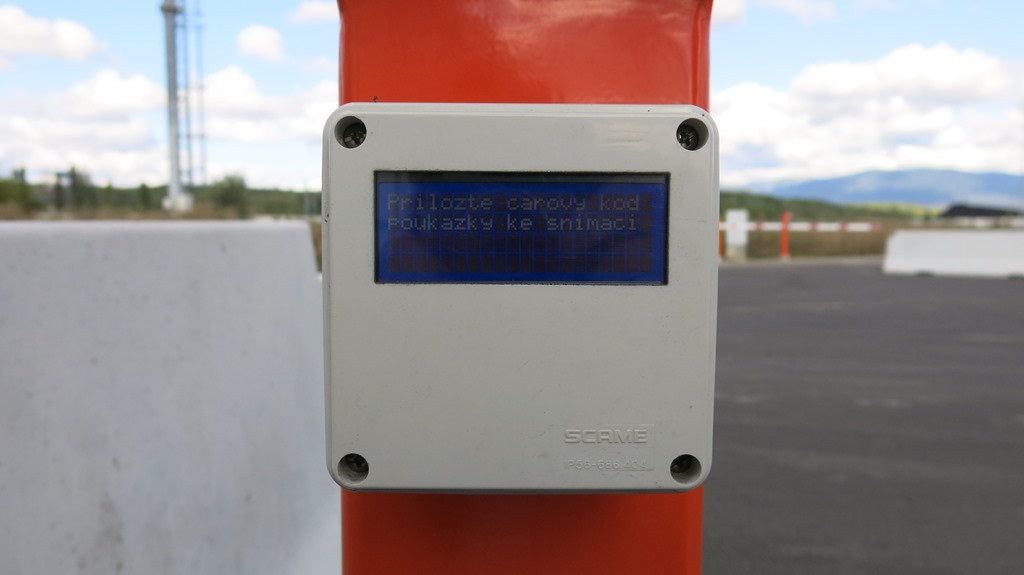 Prilozte carovy kod
poukazky ke snimaci
SCAME